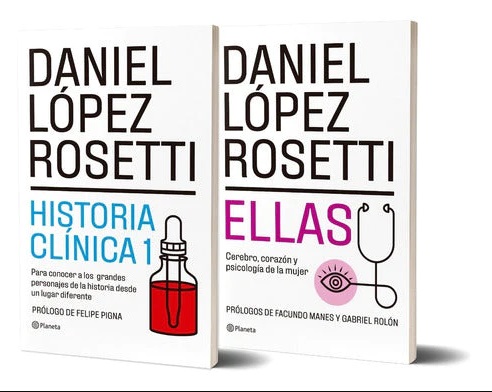 DANIEL
LÓPEZ
ROSETTI
HISTORIA
CLÍNICA 1
Para conocer a los grandes
personajes de la historia desde
un lugar diferente
PRÓLOGO DE FELIPE PIGNA
Planeta
DANIEL
LÓPEZ
ROSETTI
ELLAS
Cerebro, corazón y
psicología de la mujer
PRÓLOGOS DE FACUNDO MANES Y GABRIEL ROLÓN
Planeta